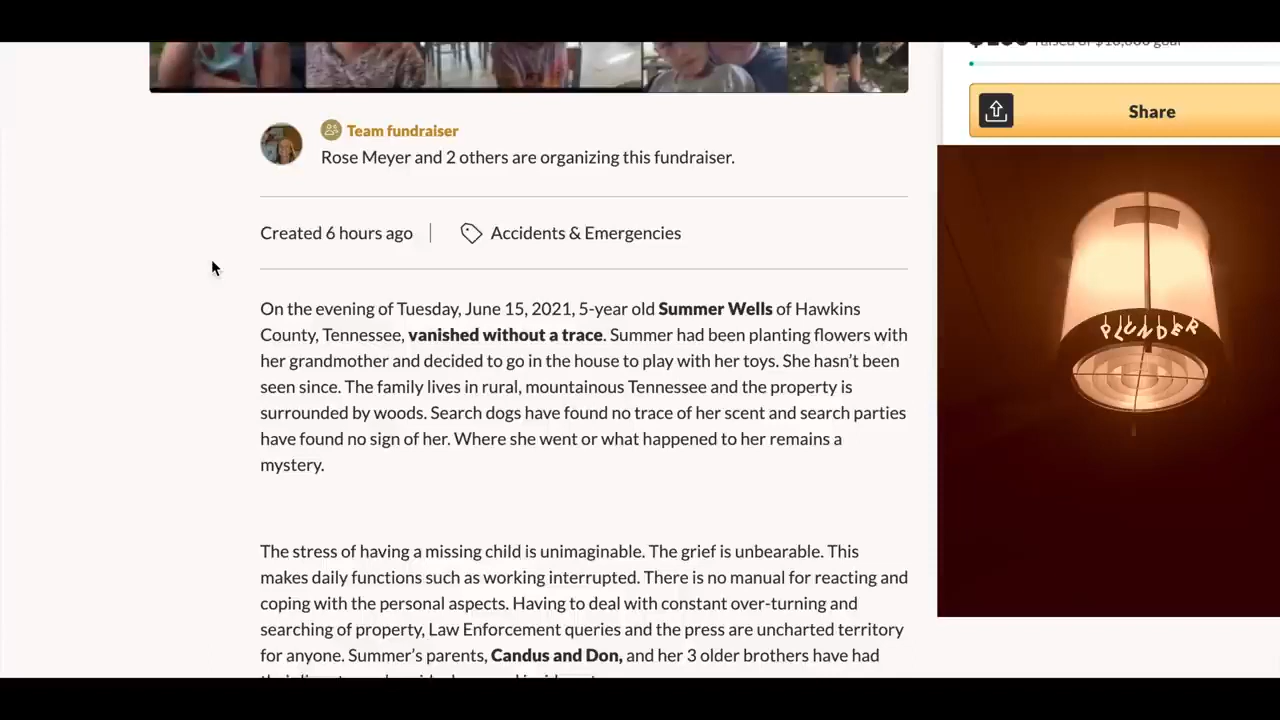 raised of $10,000 goal
Share
Team fundraiser
Rose Meyer and 2 others are organizing this fundraiser.
Created 6 hours ago
Accidents & Emergencies
On the evening of Tuesday, June 15, 2021, 5-year old Summer Wells of Hawkins
County, Tennessee, vanished without a trace. Summer had been planting flowers with
her grandmother and decided to go in the house to play with her toys. She hasn't been
seen since. The family lives in rural, mountainous Tennessee and the property is
surrounded by woods. Search dogs have found no trace of her scent and search parties
have found no sign of her. Where she went or what happened to her remains a
mystery.
The stress of having a missing child is unimaginable. The grief is unbearable. This
makes daily functions such as working interrupted. There is no manual for reacting and
coping with the personal aspects. Having to deal with constant over-turning and
searching of property, Law Enforcement queries and the press are uncharted territory
for anyone. Summer's parents, Candus and Don, and her 3 older brothers have had
PLUNDER